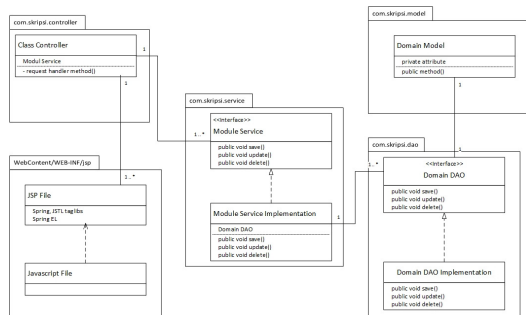 com.skripsi.controller
Class Controller
Modul Service
- request handler method()
1
1
WebContent/WEB-INF/jsp
1..*
JSP File
Spring, JSTL taglibs
Spring EL
Javascript File
com.skripsi.service
<<Interface>>
Module Service
1..*
public void save()
public void update()
public void delete()
Module Service Implementation
Domain DAO
public void save()
public void update()
public void delete()
1
com.skripsi.model
Domain Model
private attribute
public method()
1
com.skripsi.dao
1
1..*
<<Interface>>
Domain DAO
public void save()
public void update()
public void delete()
Domain DAO Implementation
public void save()
public void update()
public void delete()